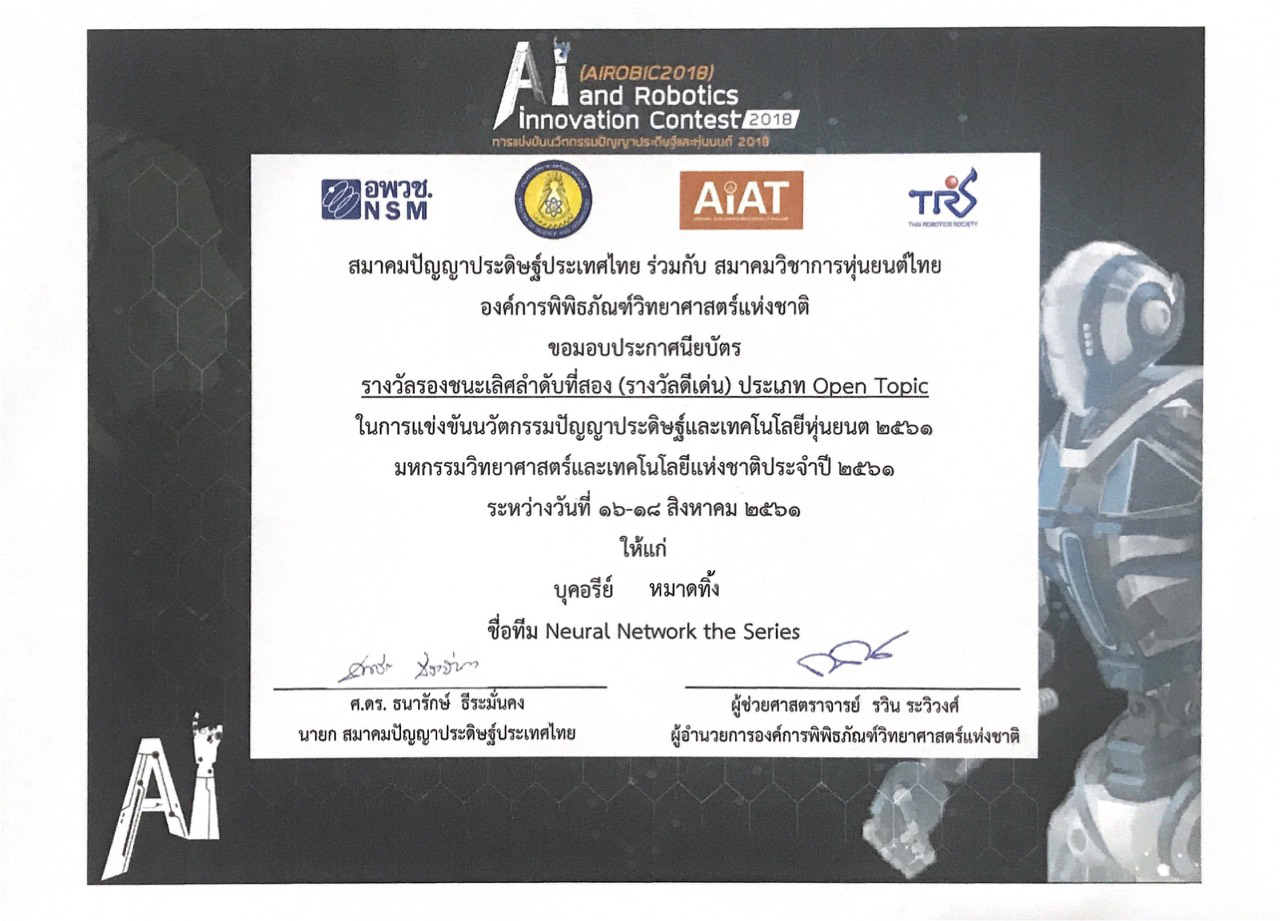 Ai (AIROBIC2018)
and Robotics
innovation Contest 2018
การแข่งขันนวัตกรรมปัญญาประดิษฐ์และหุ่นยนต์ 2018
อพวช.
NSM
AiAT
TRS
THAI ROBOTICS SOCIETY
สมาคมปัญญาประดิษฐ์ประเทศไทย ร่วมกับ สมาคมวิชาการหุ่นยนต์ไทย
องค์การพิพิธภัณฑ์วิทยาศาสตร์แห่งชาติ
ขอมอบประกาศนียบัตร
รางวัลรองชนะเลิศลำดับที่สอง (รางวัลดีเด่น) ประเภท Open Topic
ในการแข่งขันนวัตกรรมปัญญาประดิษฐ์และเทคโนโลยีหุ่นยนต ๒๕๖๑
มหกรรมวิทยาศาสตร์และเทคโนโลยีแห่งชาติประจำปี ๒๕๖๑
ระหว่างวันที่ ๑๖-๑๘ สิงหาคม ๒๕๖๑
ให้แก่
บุคอรีย์ หมาดทิ้ง
ชื่อทีม Neural Network the Series
ศ.ดร. ธนารักษ์ ธีระมั่นคง
นายก สมาคมปัญญาประดิษฐ์ประเทศไทย
ผู้ช่วยศาสตราจารย์ รวิน ระวิวงศ์
ผู้อำนวยการองค์การพิพิธภัณฑ์วิทยาศาสตร์แห่งชาติ
Ai